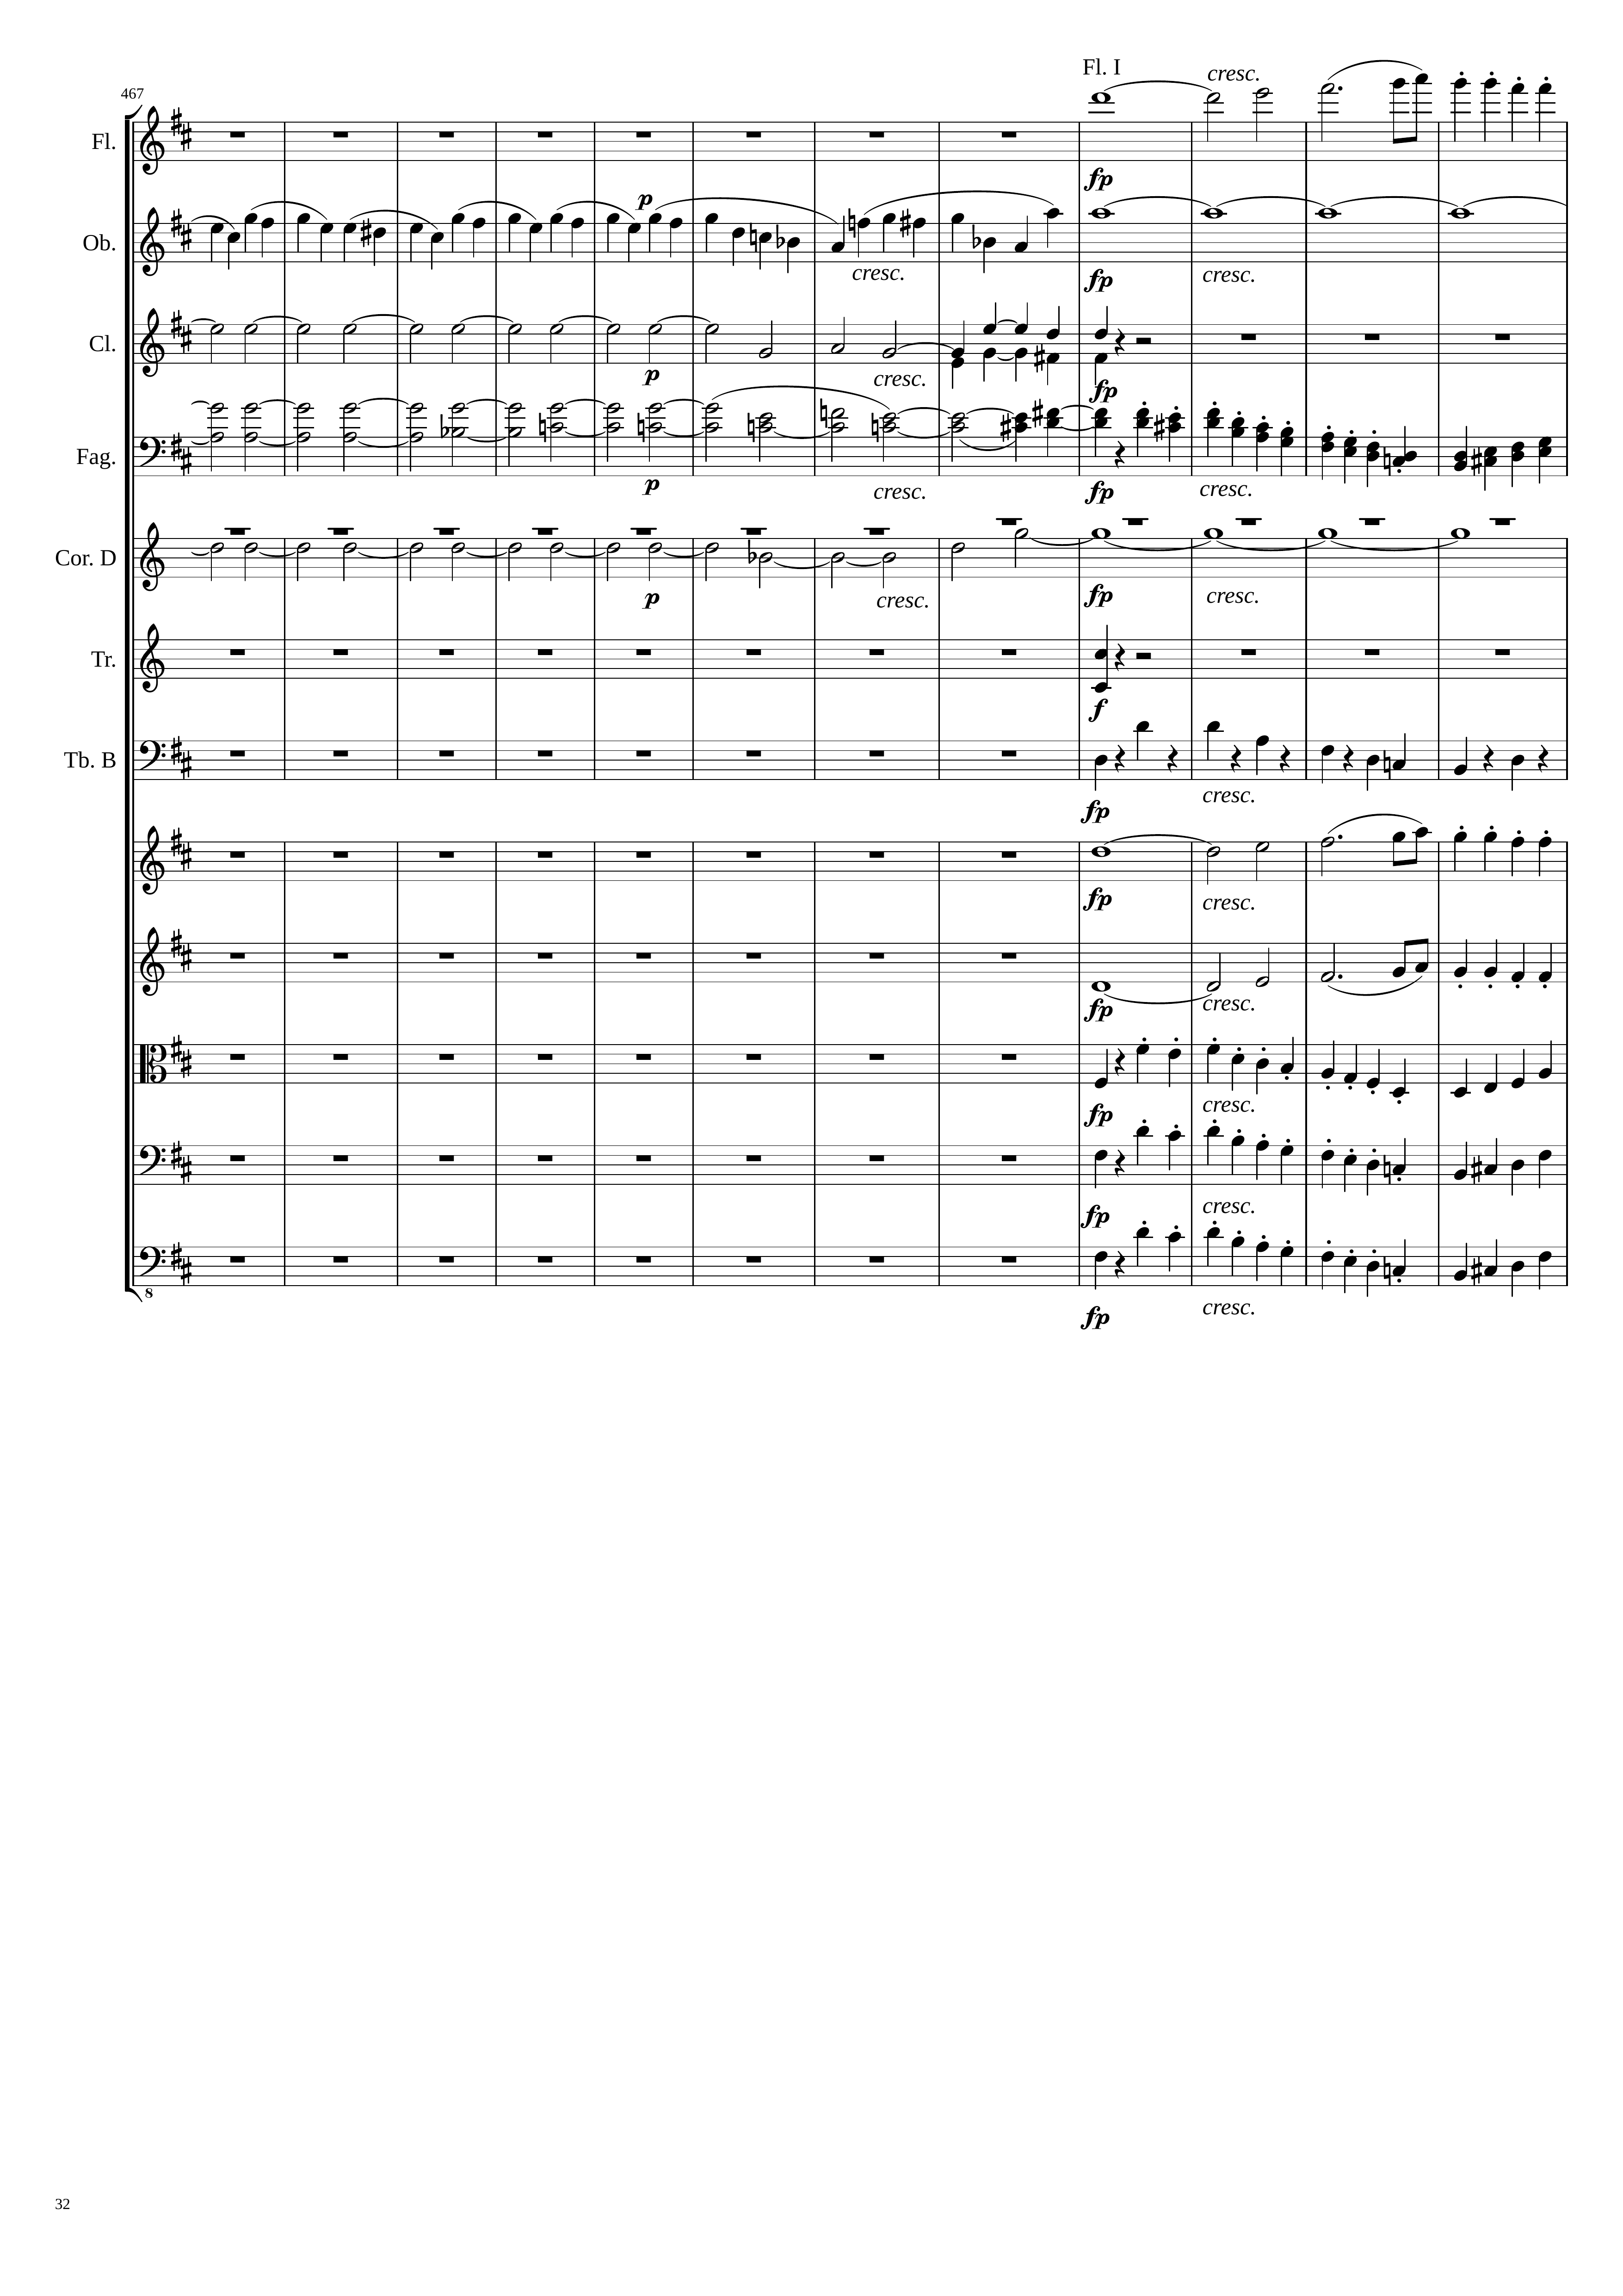 Fl. I
cresc.
467
Fl.
fp
p
Ob.
cresc.
fp
cresc.
Cl.
p
cresc.
fp
Fag.
p
cresc.
fp
cresc.
Cor. D
p
cresc.
fp
cresc.
Tr.
f
Tb. B
fp
cresc.
fp
cresc.
fp
cresc.
fp
cresc.
fp
cresc.
8
fp
cresc.
32